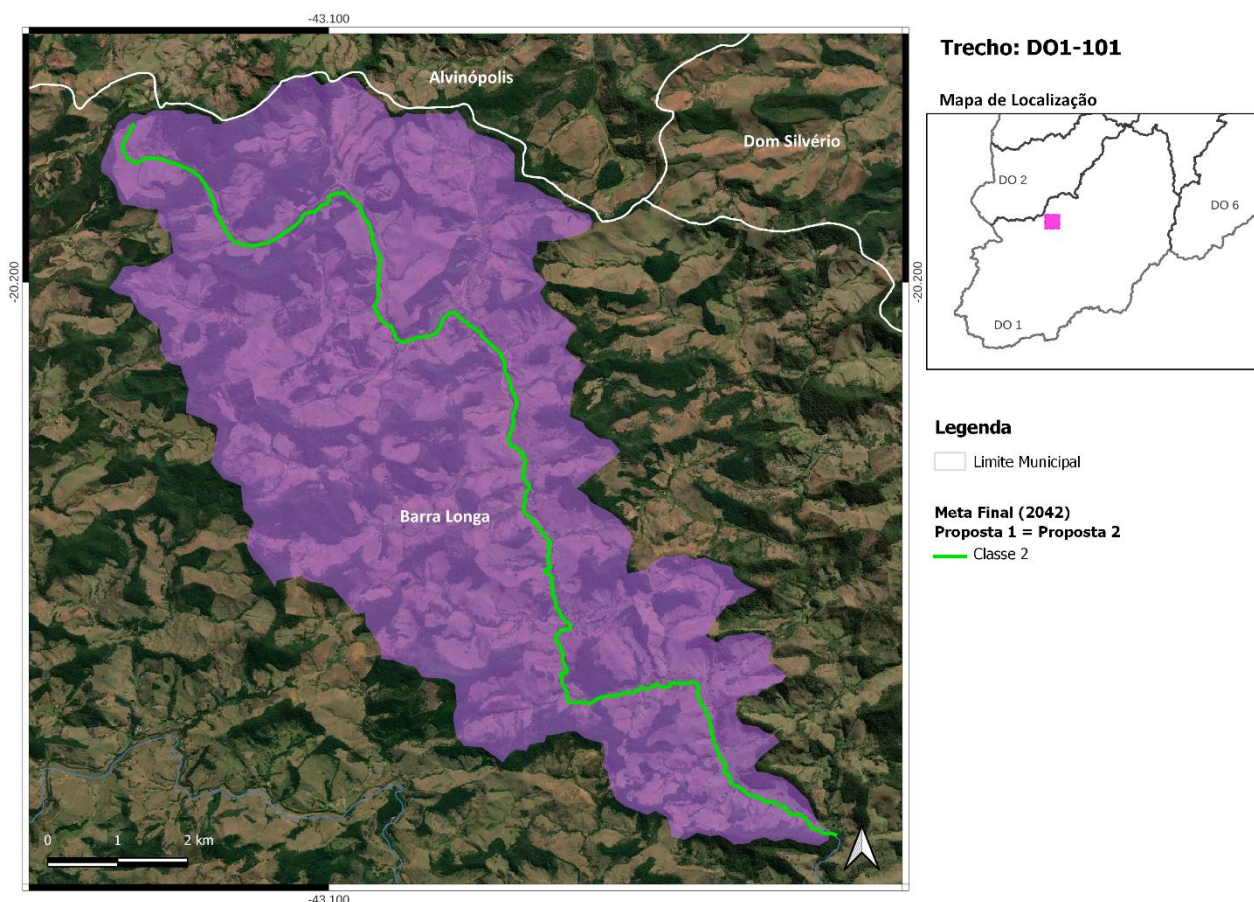 -43.100
Trecho: DO1-101
Mapa de Localização
Alvinópolis
Dom Silvério
DO 2
DO 6
DO 1
-20.200
-20.200
Legenda
Limite Municipal
Meta Final (2042)
Proposta 1 = Proposta 2
Classe 2
Barra Longa
0 1 2 km
-43.100